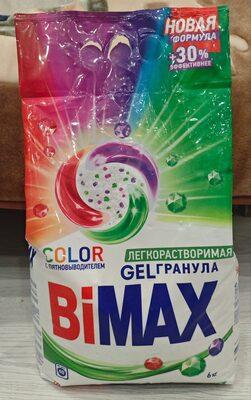 НОВАЯ
ФОРМУЛА
+30%
ЭФФЕКТИВНЕЕ
COLOR
С ПЯТНОВЫВОДИТЕЛЕМ
ЛЕГКОРАСТВОРИМАЯ
GEL ГРАНУЛА
BiMAX
6 кг